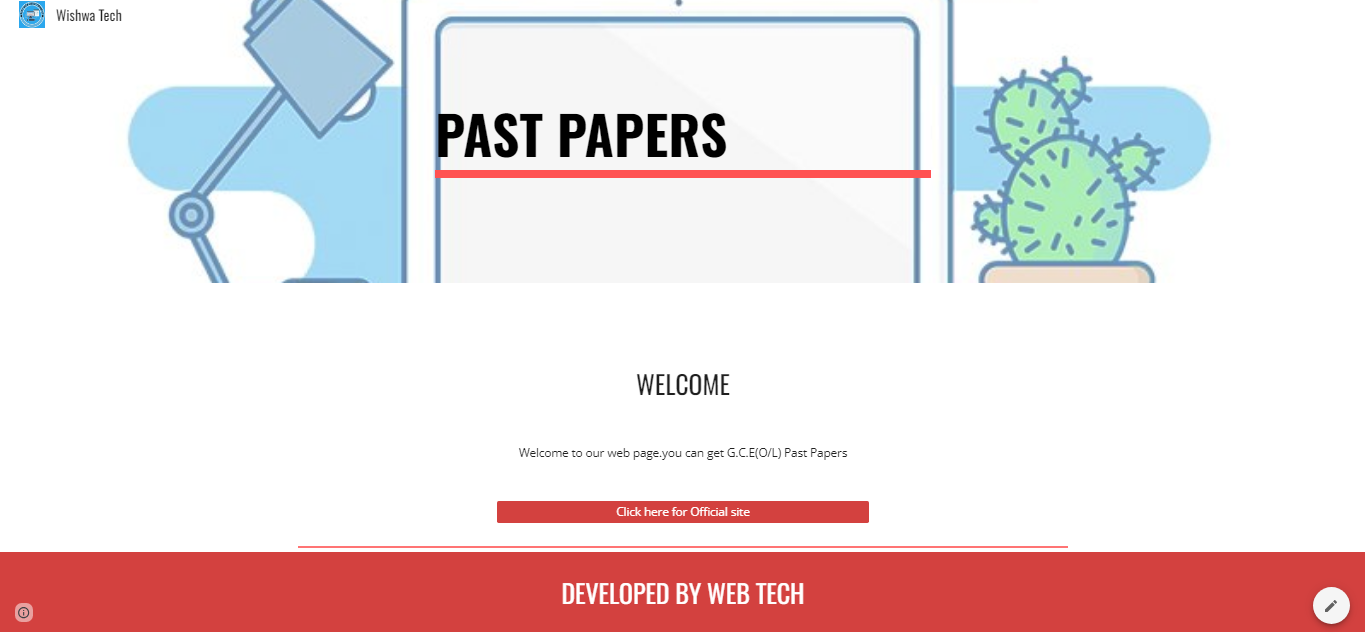 Wishwa Tech
PAST PAPERS
WELCOME
Welcome to our web page.you can get G.C.E(O/L) Past Papers
Click here for Official site
DEVELOPED BY WEB TECH